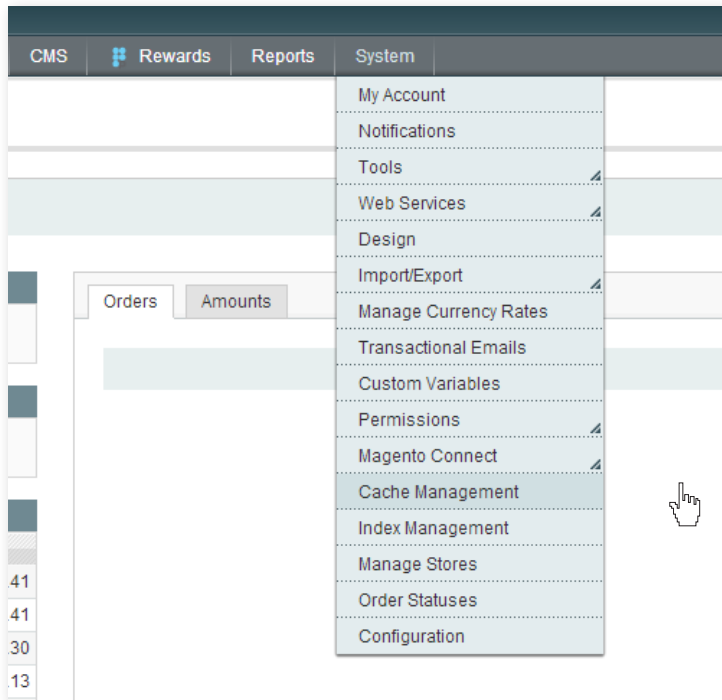 CMS Rewards Reports System
My Account
Notifications
Tools
Web Services
Design
Import/Export
Orders Amounts
Manage Currency Rates
Transactional Emails
Custom Variables
Permissions
Magento Connect
Cache Management
Index Management
Manage Stores
.41
Order Statuses
.41
Configuration
.30
.13